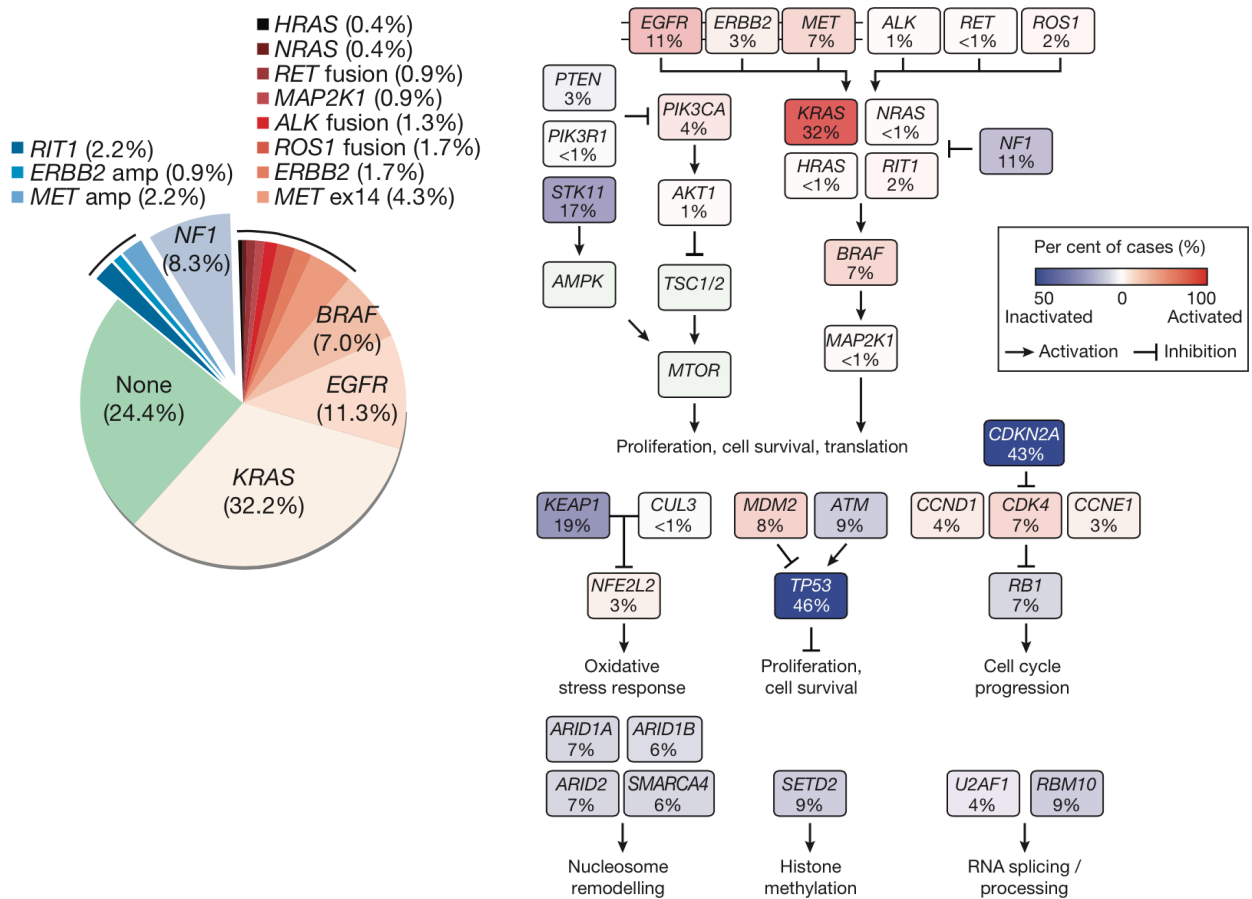 HRAS (0.4%)
NRAS (0.4%)
RET fusion (0.9%)
MAP2K1 (0.9%)
ALK fusion (1.3%)
ROS1 fusion (1.7%)
ERBB2 (1.7%)
MET ex14 (4.3%)
RIT1 (2.2%)
ERBB2 amp (0.9%)
MET amp (2.2%)
NF1
(8.3%)
BRAF
(7.0%)
EGFR
(11.3%)
None
(24.4%)
KRAS
(32.2%)
EGFR
11%
ERBB2
3%
MET
7%
ALK
1%
RET
<1%
ROS1
2%
PTEN
3%
PIK3R1
<1%
PIK3CA
4%
KRAS
32%
NRAS
<1%
HRAS
<1%
RIT1
2%
NF1
11%
STK11
17%
AKT1
1%
BRAF
7%
AMPK
TSC1/2
MAP2K1
<1%
MTOR
Proliferation, cell survival, translation
Per cent of cases (%)
50 0 100
Inactivated Activated
Activation Inhibition
CDKN2A
43%
KEAP1
19%
CUL3
<1%
MDM2
8%
ATM
9%
CCND1
4%
CDK4
7%
CCNE1
3%
NFE2L2
3%
TP53
46%
RB1
7%
Oxidative
stress response
Proliferation,
cell survival
Cell cycle
progression
ARID1A
7%
ARID1B
6%
ARID2
7%
SMARCA4
6%
SETD2
9%
U2AF1
4%
RBM10
9%
Nucleosome
remodelling
Histone
methylation
RNA splicing /
processing